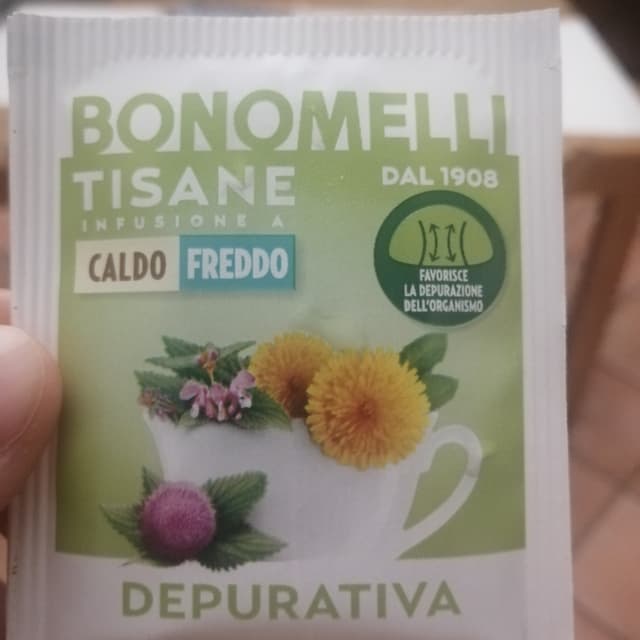 BONOMELLI
TISANE
DAL 1908
INFUSIONE A
CALDO FREDDO
FAVORISCE
LA DEPURAZIONE
DELL'ORGANISMO
DEPURATIVA